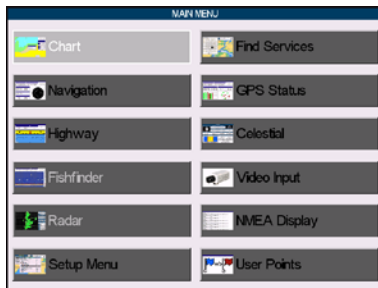 MAIN MENU
Chart
Find Services
Navigation
GPS Status
Highway
Celestial
Fishfinder
Video Input
Radar
NMEA Display
Setup Menu
User Points